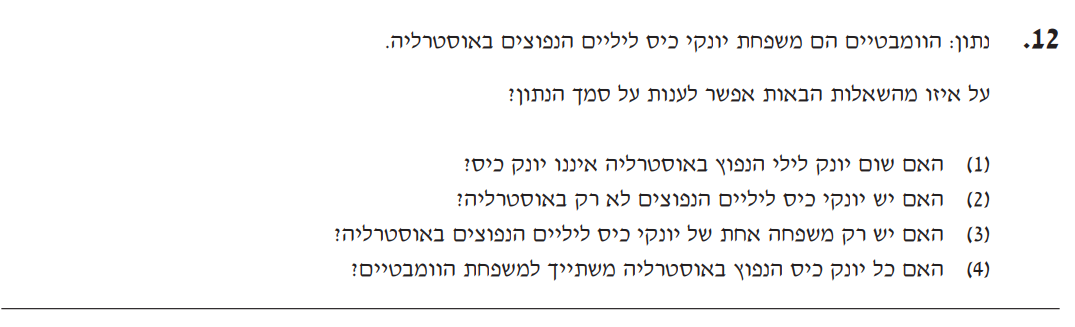 12. נתון: הוומבטיים הם משפחת יונקי כיס ליליים הנפוצים באוסטרליה.
על איזו מהשאלות הבאות אפשר לענות על סמך הנתון?
(1) האם שום יונק לילי הנפוץ באוסטרליה איננו יונק כיס?
(2) האם יש יונקי כיס ליליים הנפוצים לא רק באוסטרליה?
(3) האם יש רק משפחה אחת של יונקי כיס ליליים הנפוצים באוסטרליה?
(4) האם כל יונק כיס הנפוץ באוסטרליה משתייך למשפחת הוומבטיים?